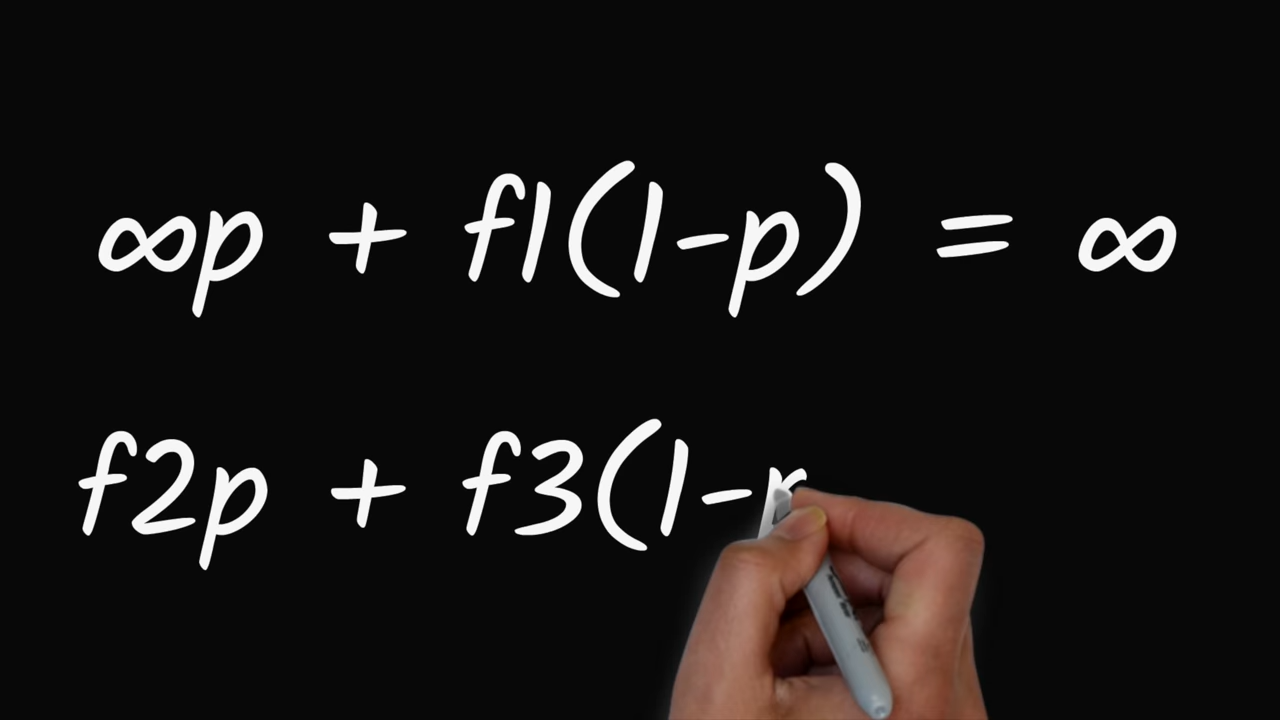 ∞p + f1(1-p) = ∞
f2p + f3(1-